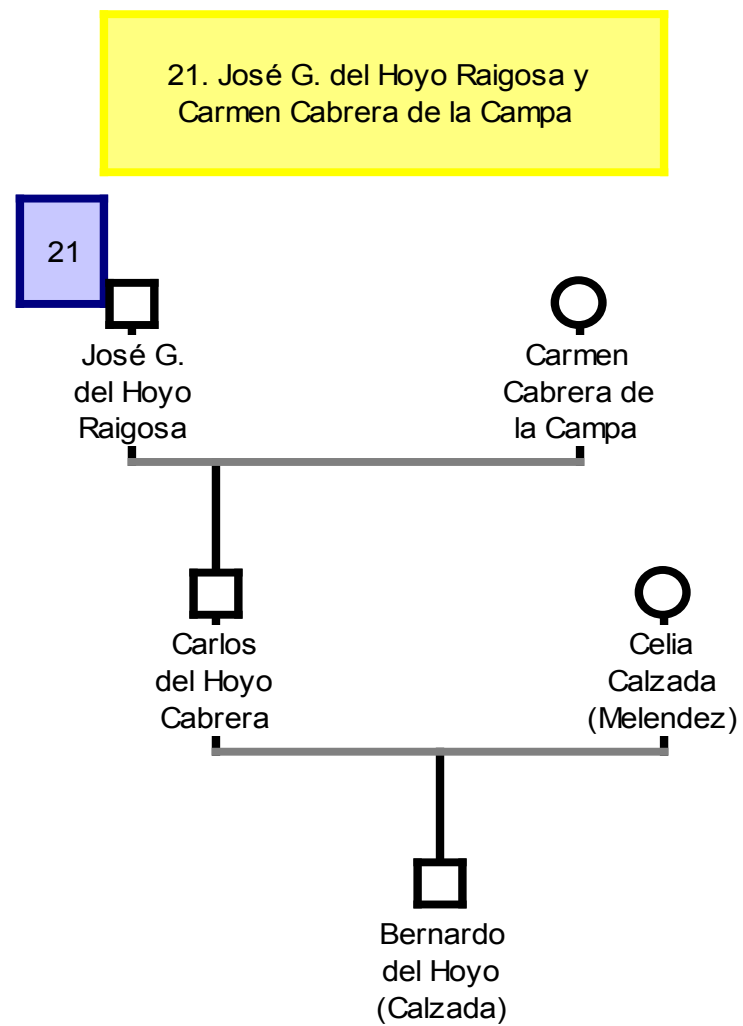 21. José G. del Hoyo Raigosa y
Carmen Cabrera de la Campa
21
José G.
del Hoyo
Raigosa
Carmen
Cabrera de
la Campa
Carlos
del Hoyo
Cabrera
Celia
Calzada
(Melendez)
Bernardo
del Hoyo
(Calzada)